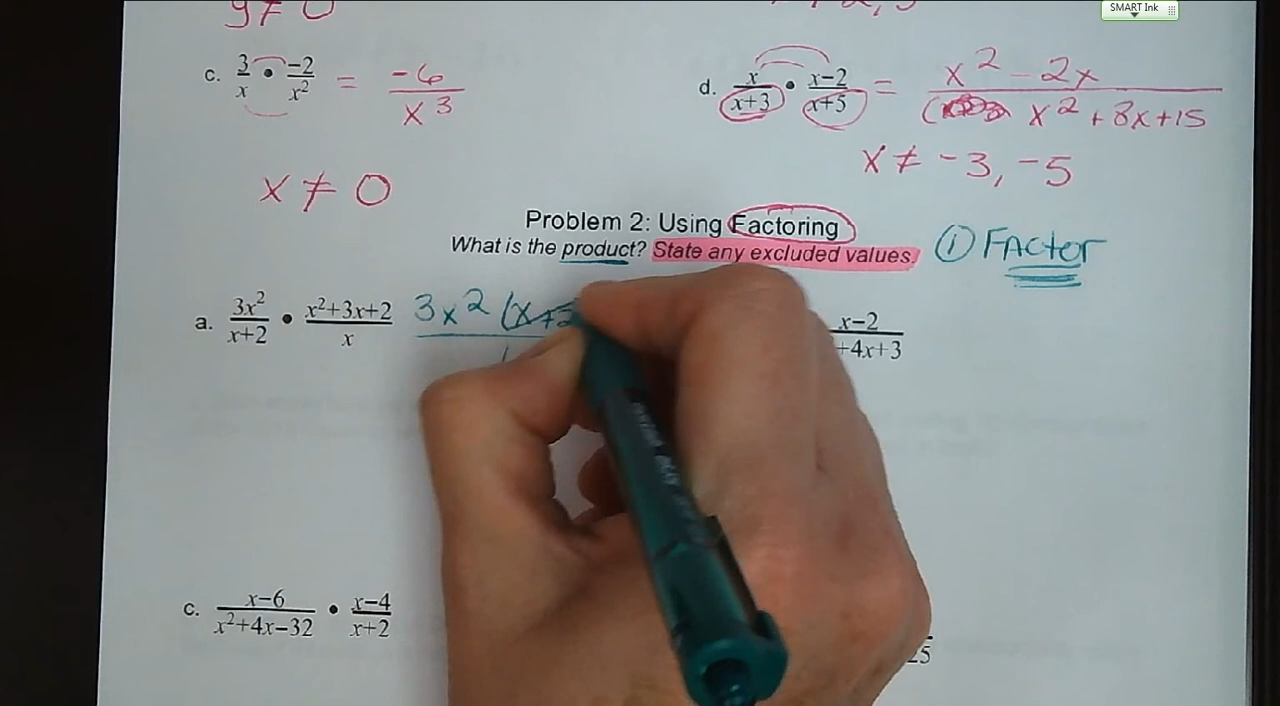 y ≠ 0
SMART Ink
c. 3/x • -2/x² = -6/x³
x ≠ 0
d. x/x+3 • x-2/x+5 = x² - 2x/( x² + 8x + 15
x ≠ -3, -5
Problem 2: Using Factoring
What is the product? State any excluded values.
① FActor
a. 3x²/x+2 • x²+3x+2/x 3x² (x+2
x-2/+4x+3
c. x-6/x²+4x-32 • x-4/x+2
25